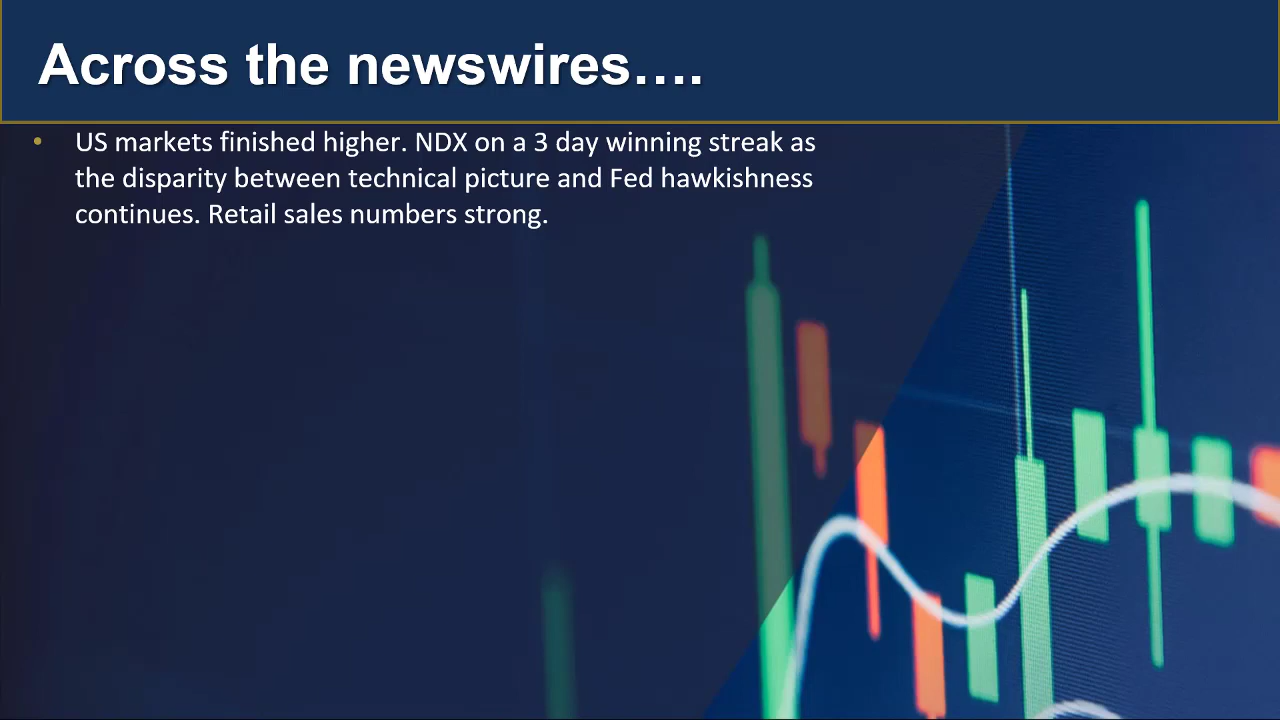 Across the newswires….
• US markets finished higher. NDX on a 3 day winning streak as
the disparity between technical picture and Fed hawkishness
continues. Retail sales numbers strong.